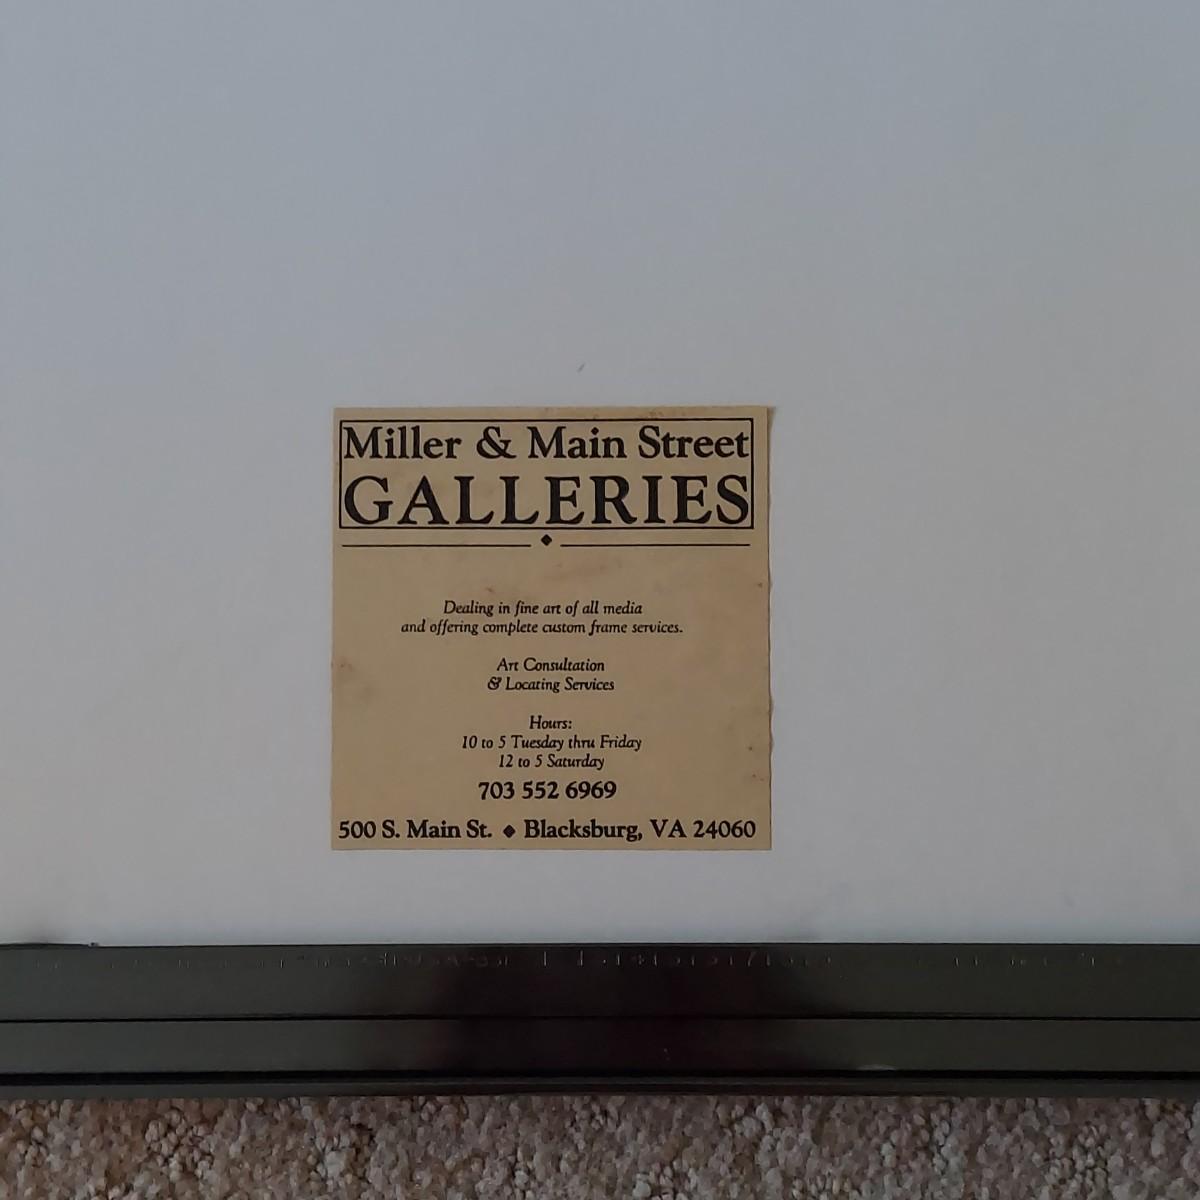 Miller & Main Street
GALLERIES
Dealing in fine art of all media
and offering complete custom frame services.
Art Consultation
& Locating Services
Hours:
10 to 5 Tuesday thru Friday
12 to 5 Saturday
703 552 6969
500 S. Main St. ◆ Blacksburg, VA 24060